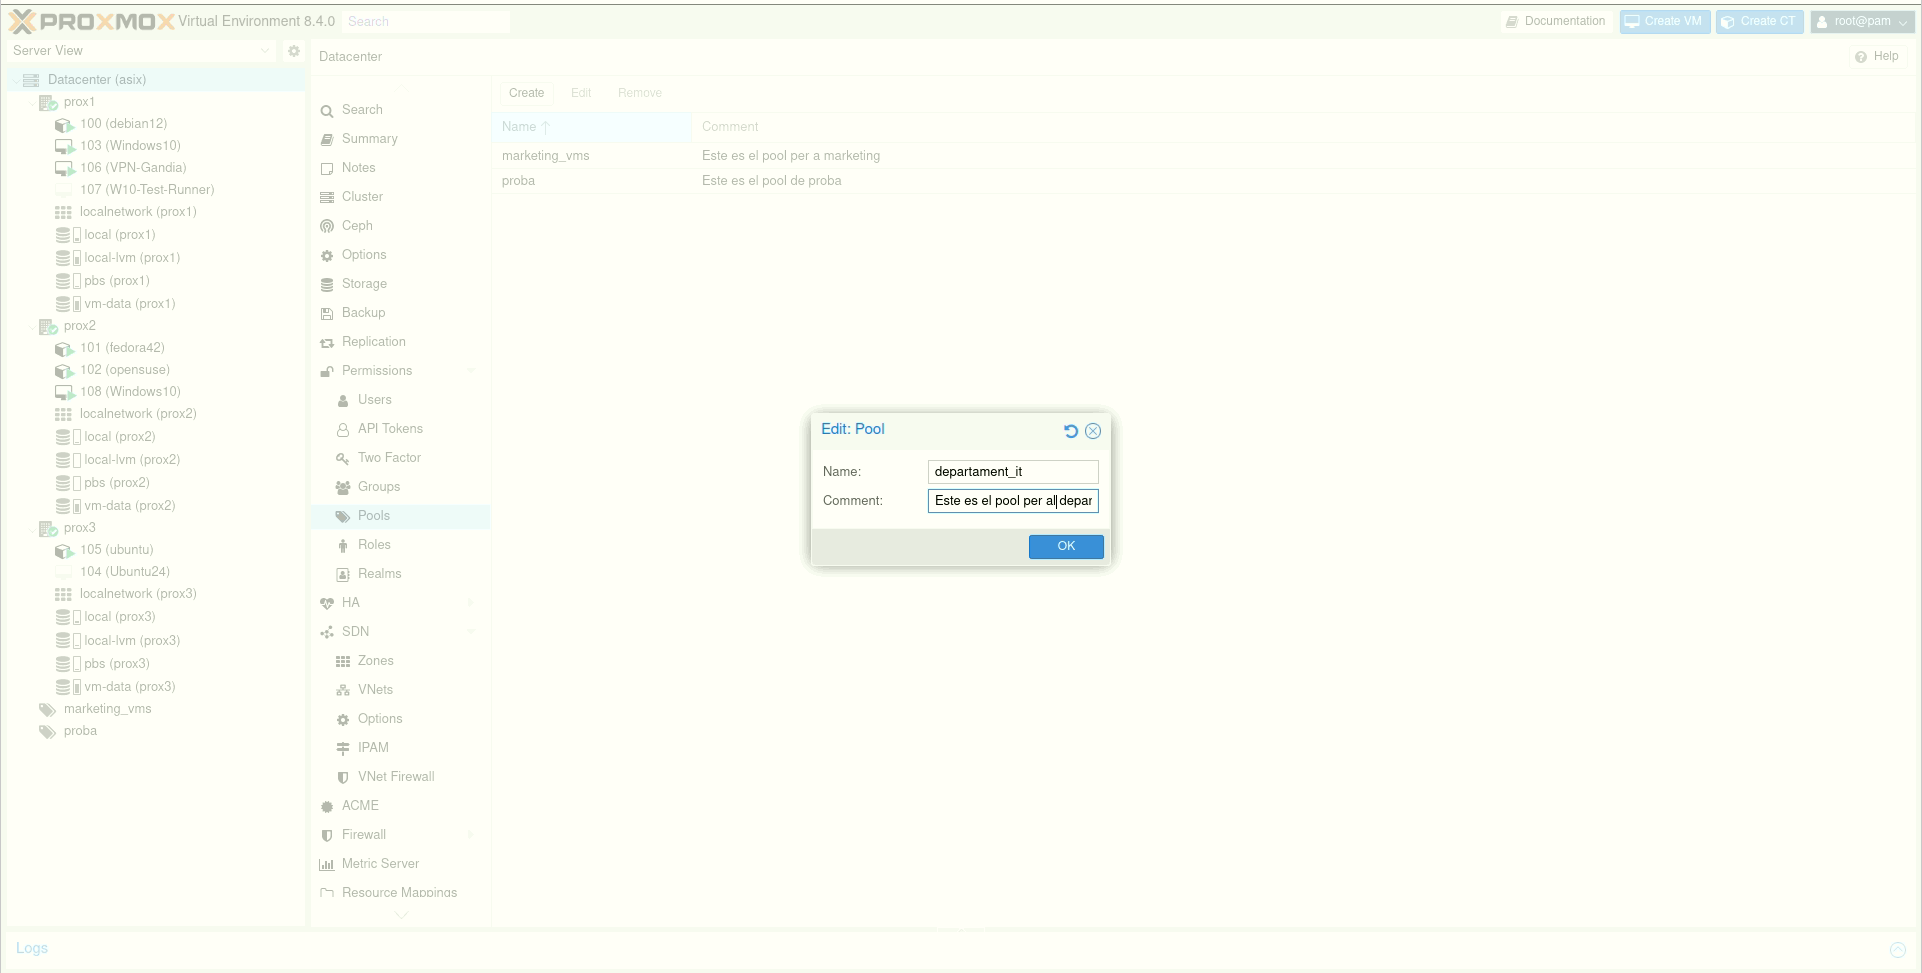 PROXMOX Virtual Environment 8.4.0 Search Documentation Create VM Create CT root@pam
Server View
Datacenter (asix)
prox1
100 (debian12)
103 (Windows10)
106 (VPN-Gandia)
107 (W10-Test-Runner)
localnetwork (prox1)
local (prox1)
local-lvm (prox1)
pbs (prox1)
vm-data (prox1)
prox2
101 (fedora42)
102 (opensuse)
108 (Windows10)
localnetwork (prox2)
local (prox2)
local-lvm (prox2)
pbs (prox2)
vm-data (prox2)
prox3
105 (ubuntu)
104 (Ubuntu24)
localnetwork (prox3)
local (prox3)
local-lvm (prox3)
pbs (prox3)
vm-data (prox3)
marketing_vms
proba
Datacenter Help
Search
Summary
Notes
Cluster
Ceph
Options
Storage
Backup
Replication
Permissions
Users
API Tokens
Two Factor
Groups
Pools
Roles
Realms
HA
SDN
Zones
VNets
Options
IPAM
VNet Firewall
ACME
Firewall
Metric Server
Resource Mappings
Create Edit Remove
Name Comment
marketing_vms Este es el pool per a marketing
proba Este es el pool de proba
Edit: Pool
Name: departament_it
Comment: Este es el pool per al depar
OK
Logs